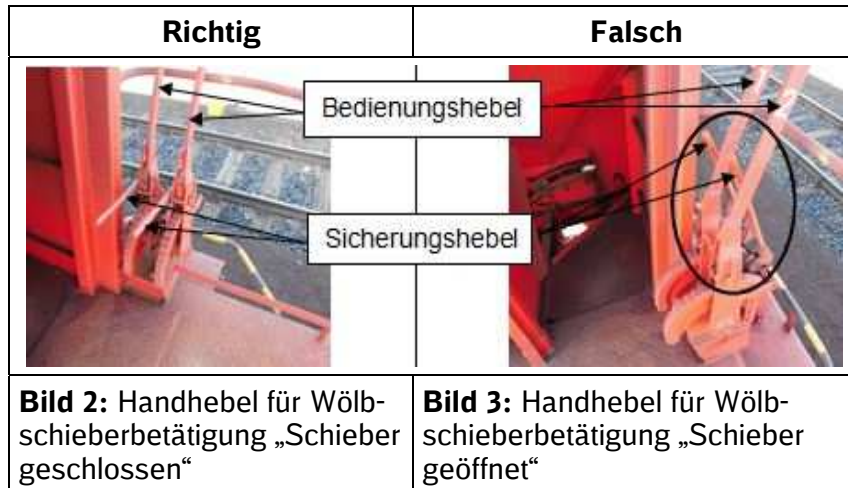 Richtig
Falsch
Bedienungshebel
Sicherungshebel
Bild 2: Handhebel für Wölb-
schieberbetätigung „Schieber
geschlossen“
Bild 3: Handhebel für Wölb-
schieberbetätigung „Schieber
geöffnet“